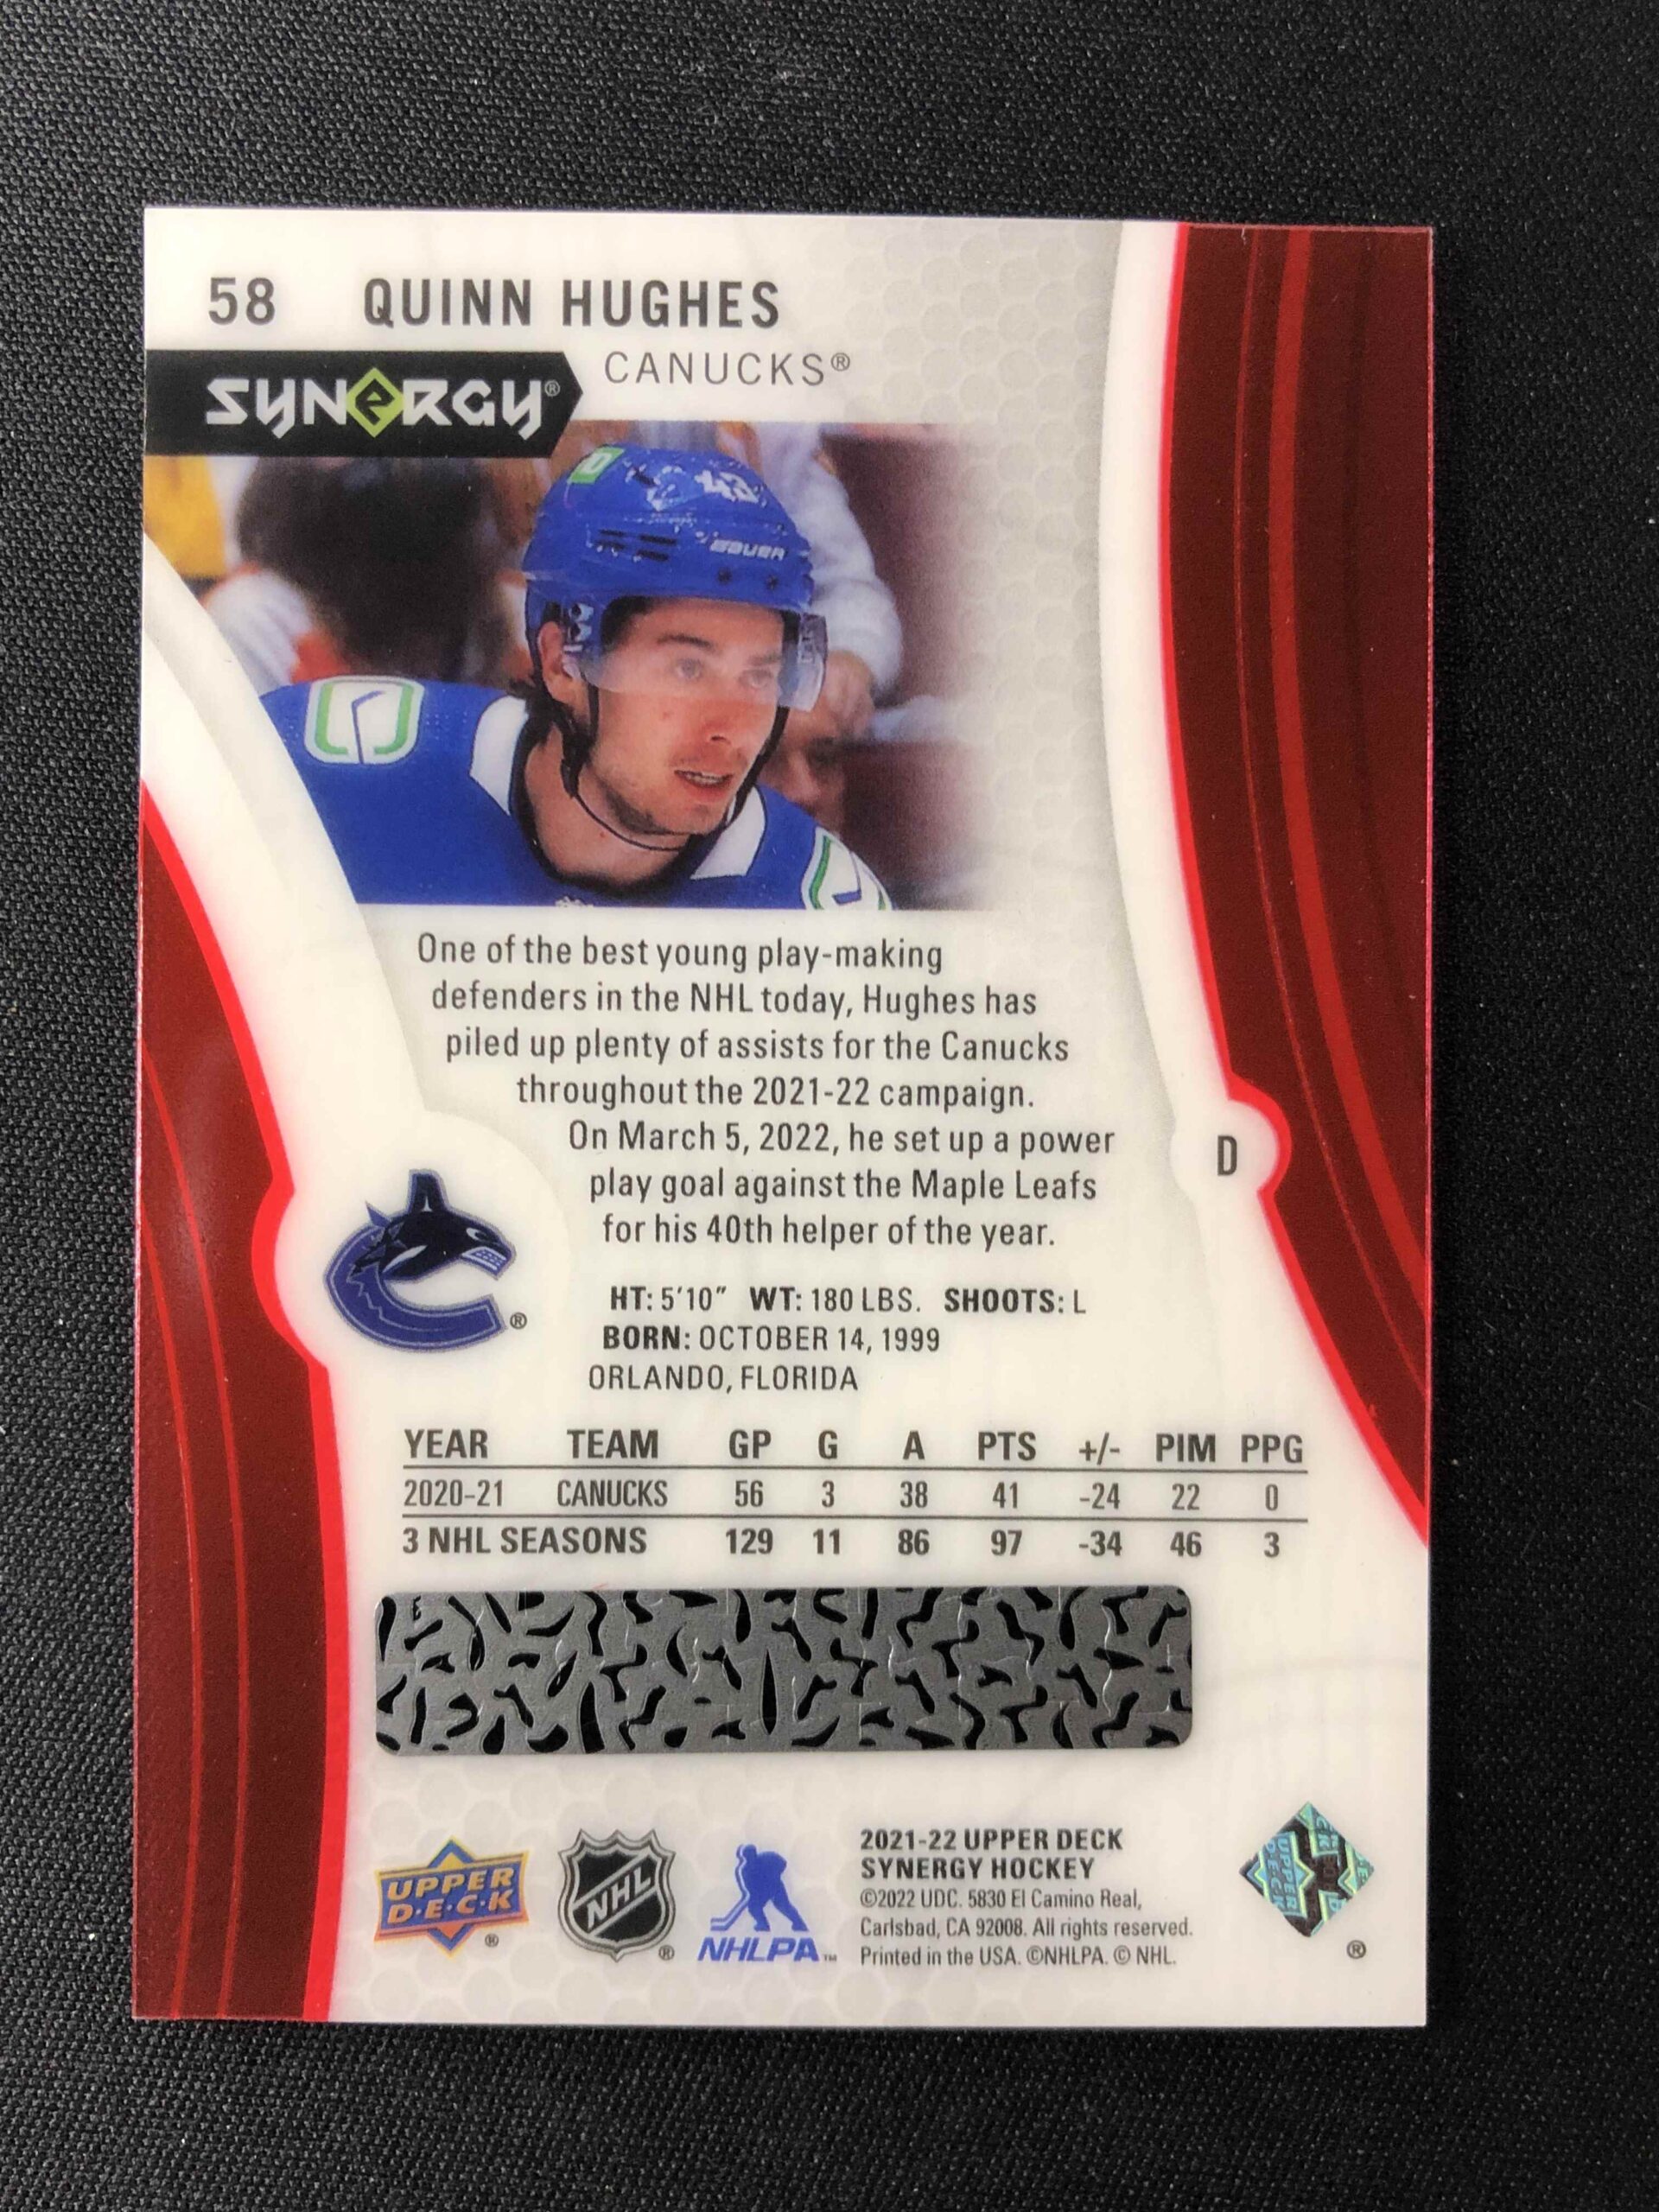 58 QUINN HUGHES
CANUCKS®
SYNERGY®
43
BAUER
One of the best young play-making
defenders in the NHL today, Hughes has
piled up plenty of assists for the Canucks
throughout the 2021-22 campaign.
On March 5, 2022, he set up a power
play goal against the Maple Leafs
for his 40th helper of the year.
D
®
HT: 5'10" WT: 180 LBS. SHOOTS: L
BORN: OCTOBER 14, 1999
ORLANDO, FLORIDA
YEAR TEAM GP G A PTS +/- PIM PPG
2020-21 CANUCKS 56 3 38 41 -24 22 0
3 NHL SEASONS 129 11 86 97 -34 46 3
UPPER
D·E·C·K
®
NHL
®
NHLPA™
2021-22 UPPER DECK
SYNERGY HOCKEY
©2022 UDC. 5830 El Camino Real,
Carlsbad, CA 92008. All rights reserved.
Printed in the USA. ©NHLPA. © NHL.
UPPER
DECK
®